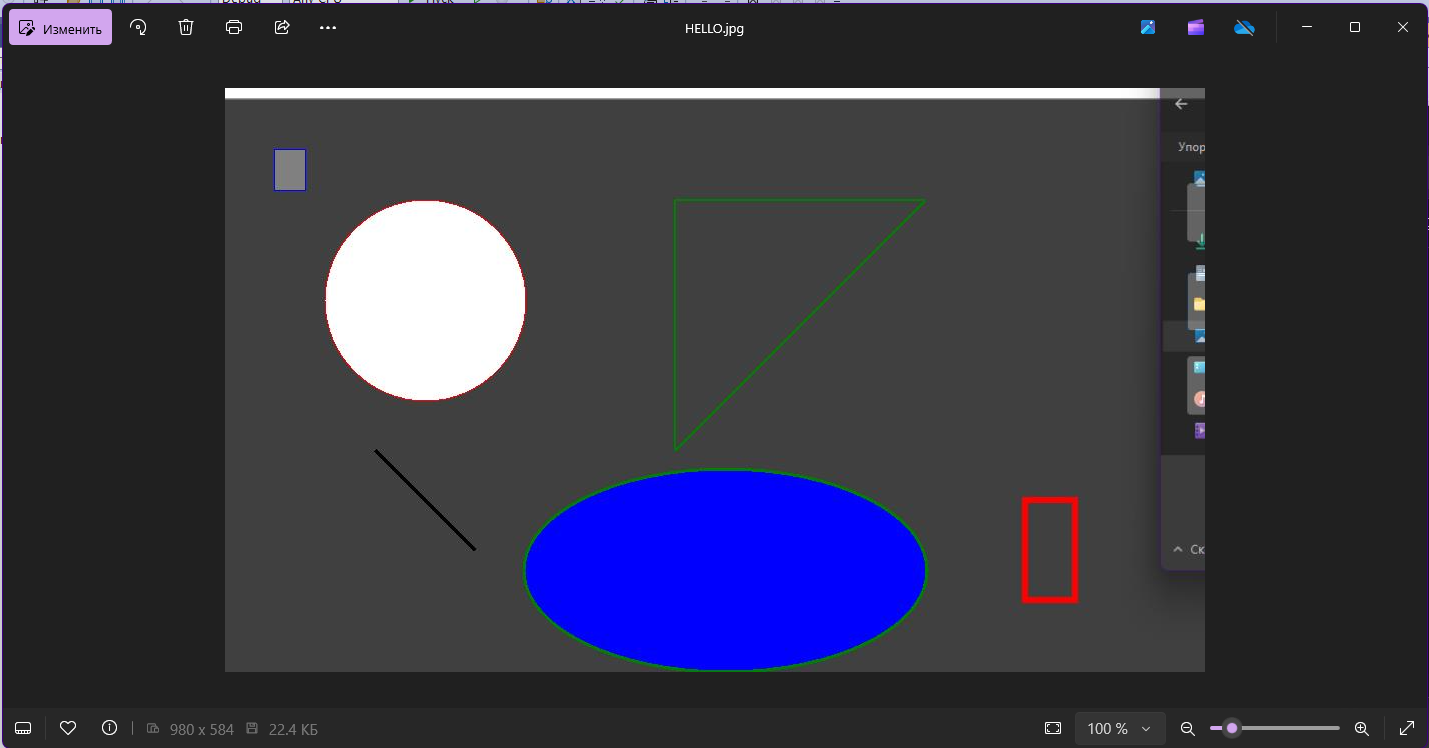 Изменить
HELLO.jpg
Упор
Ск
980 x 584
22.4 КБ
100 %